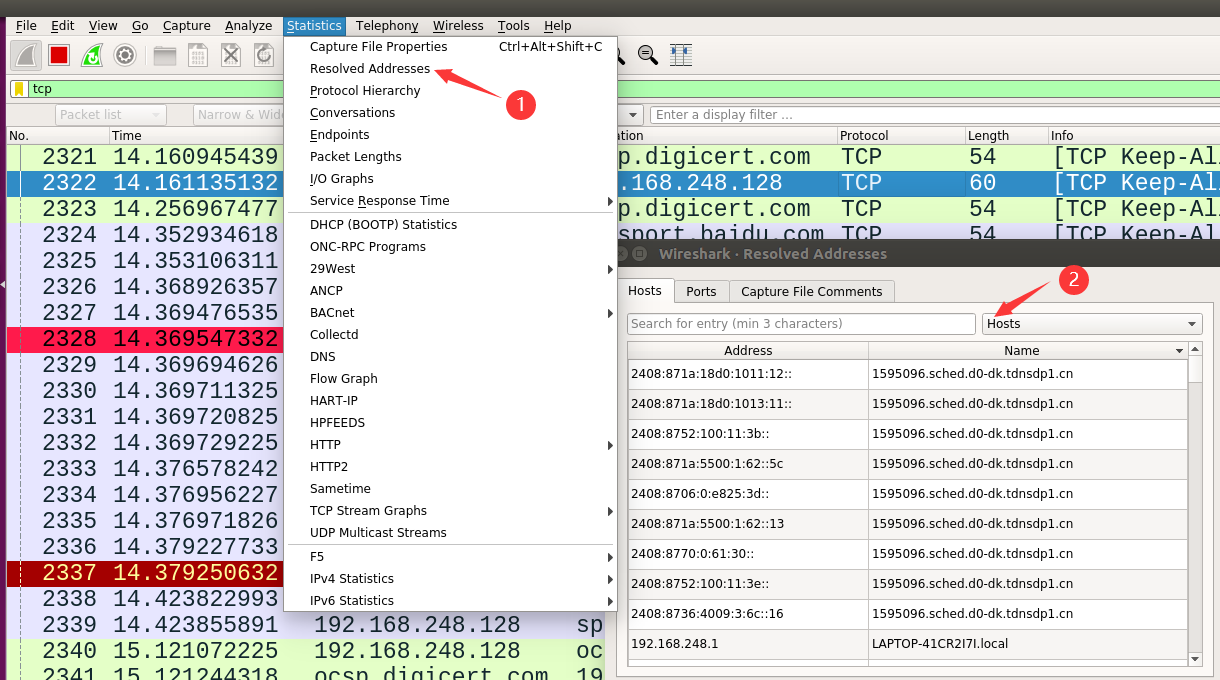 File Edit View Go Capture Analyze Statistics Telephony Wireless Tools Help
Capture File Properties Ctrl+Alt+Shift+C
Resolved Addresses
1
Protocol Hierarchy
Conversations
Endpoints
Packet Lengths
I/O Graphs
Service Response Time
DHCP (BOOTP) Statistics
ONC-RPC Programs
29West
ANCP
BACnet
Collectd
DNS
Flow Graph
HART-IP
HPFEEDS
HTTP
HTTP2
Sametime
TCP Stream Graphs
UDP Multicast Streams
F5
IPv4 Statistics
IPv6 Statistics
tcp
Packet list Narrow & Wid
Enter a display filter ...
No. Time ation Protocol Length Info
2321 14.160945439 p.digicert.com TCP 54 [TCP Keep-Al
2322 14.161135132 .168.248.128 TCP 60 [TCP Keep-Al
2323 14.256967477 p.digicert.com TCP 54 [TCP Keep-Al
2324 14.352934618 sport.baidu.com TCP 54
2325 14.353106311
2326 14.368926357
2327 14.369476535
2328 14.369547332
2329 14.369694626
2330 14.369711325
2331 14.369720825
2332 14.369729225
2333 14.376578242
2334 14.376956227
2335 14.376971826
2336 14.379227733
2337 14.379250632
2338 14.423822993
2339 14.423855891 192.168.248.128 sp
2340 15.121072225 192.168.248.128 oc
2341 15.121244318 ocsp.digicert.com 19
Wireshark · Resolved Addresses
Hosts Ports Capture File Comments
2
Search for entry (min 3 characters) Hosts
Address Name
2408:871a:18d0:1011:12:: 1595096.sched.d0-dk.tdnsdp1.cn
2408:871a:18d0:1013:11:: 1595096.sched.d0-dk.tdnsdp1.cn
2408:8752:100:11:3b:: 1595096.sched.d0-dk.tdnsdp1.cn
2408:871a:5500:1:62::5c 1595096.sched.d0-dk.tdnsdp1.cn
2408:8706:0:e825:3d:: 1595096.sched.d0-dk.tdnsdp1.cn
2408:871a:5500:1:62::13 1595096.sched.d0-dk.tdnsdp1.cn
2408:8770:0:61:30:: 1595096.sched.d0-dk.tdnsdp1.cn
2408:8752:100:11:3e:: 1595096.sched.d0-dk.tdnsdp1.cn
2408:8736:4009:3:6c::16 1595096.sched.d0-dk.tdnsdp1.cn
192.168.248.1 LAPTOP-41CR2I7I.local